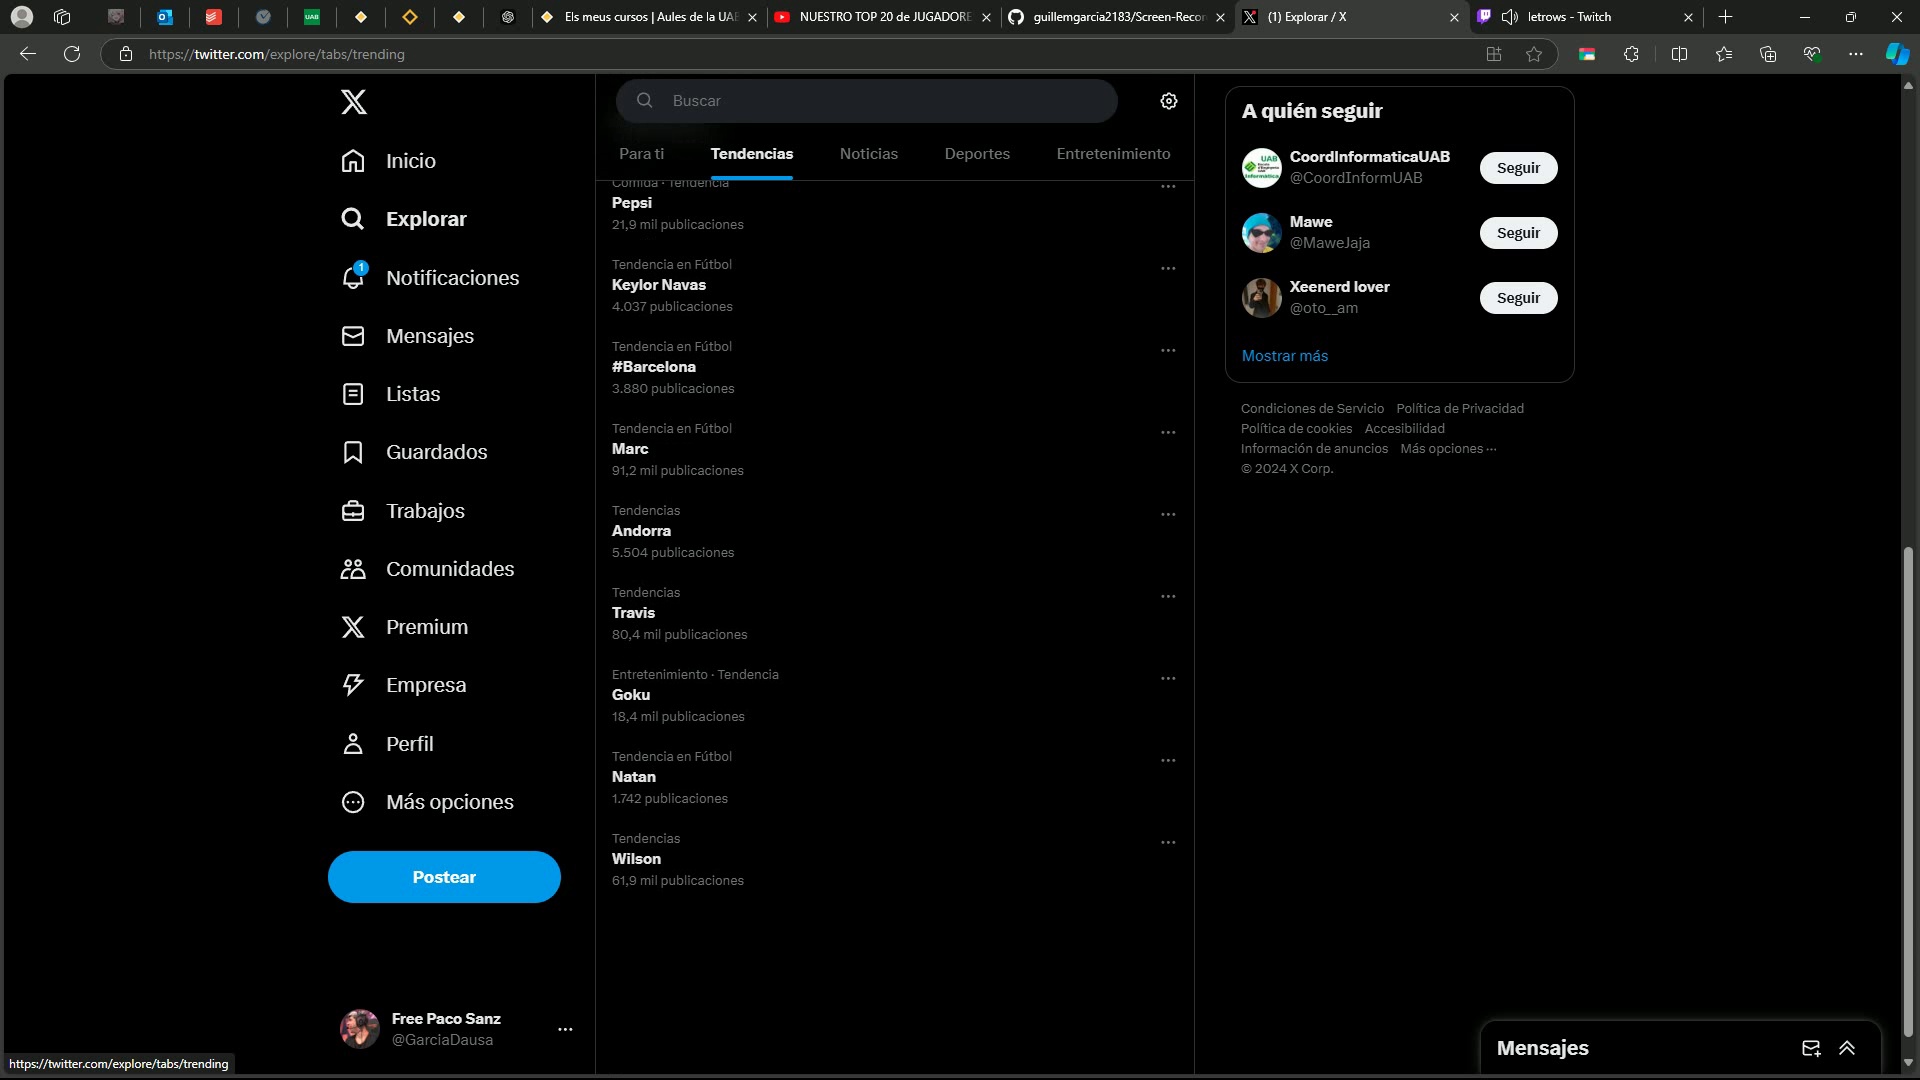 UAB
Els meus cursos | Aules de la UAB
NUESTRO TOP 20 de JUGADORE
guillemgarcia2183/Screen-Recor
(1) Explorar / X
letrows - Twitch
https://twitter.com/explore/tabs/trending
Inicio
Explorar
1
Notificaciones
Mensajes
Listas
Guardados
Trabajos
Comunidades
Premium
Empresa
Perfil
Más opciones
Postear
Free Paco Sanz
@GarciaDausa
https://twitter.com/explore/tabs/trending
Buscar
Para ti
Tendencias
Noticias
Deportes
Entretenimiento
Comida · Tendencia
Pepsi
21,9 mil publicaciones
Tendencia en Fútbol
Keylor Navas
4.037 publicaciones
Tendencia en Fútbol
#Barcelona
3.880 publicaciones
Tendencia en Fútbol
Marc
91,2 mil publicaciones
Tendencias
Andorra
5.504 publicaciones
Tendencias
Travis
80,4 mil publicaciones
Entretenimiento · Tendencia
Goku
18,4 mil publicaciones
Tendencia en Fútbol
Natan
1.742 publicaciones
Tendencias
Wilson
61,9 mil publicaciones
A quién seguir
UAB
Informàtica
CoordInformaticaUAB
@CoordInformUAB
Seguir
Mawe
@MaweJaja
Seguir
Xeenerd lover
@oto__am
Seguir
Mostrar más
Condiciones de Servicio Política de Privacidad
Política de cookies Accesibilidad
Información de anuncios Más opciones ···
© 2024 X Corp.
Mensajes